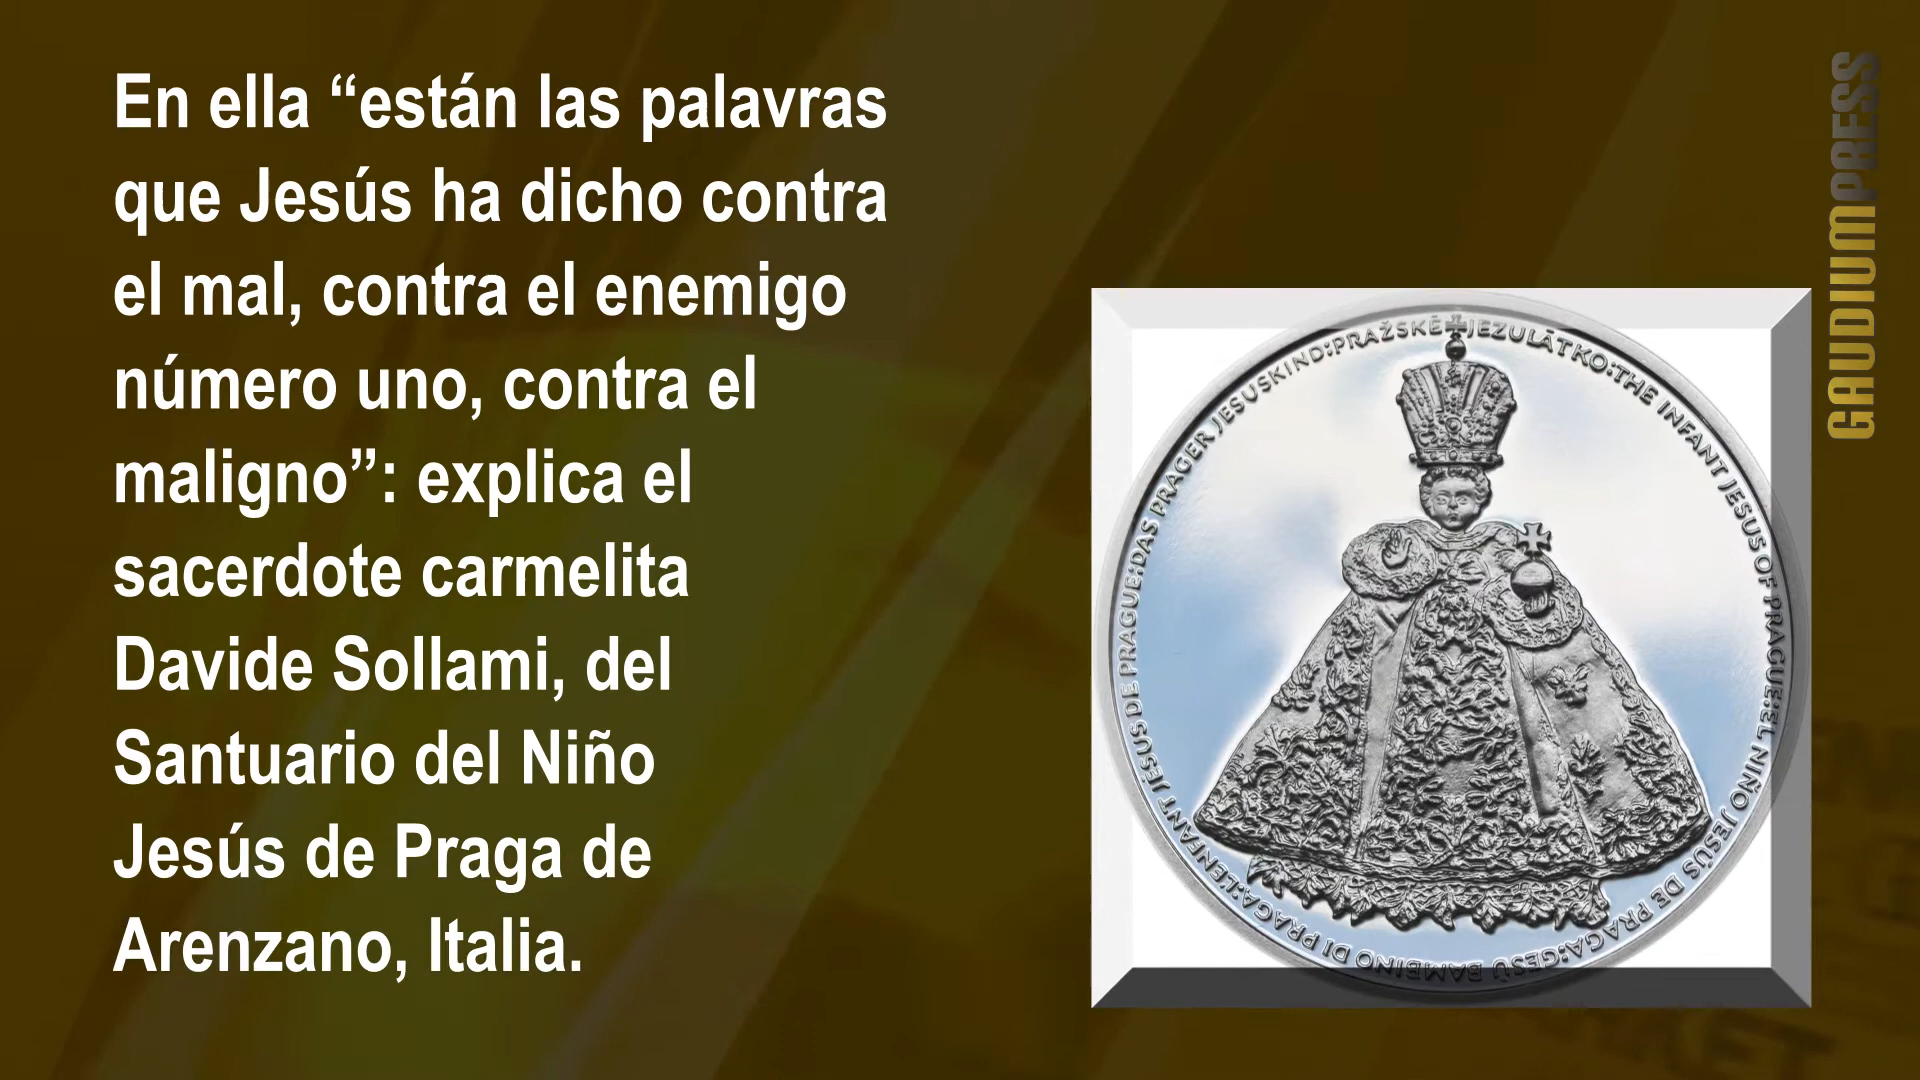 En ella “están las palavras
que Jesús ha dicho contra
el mal, contra el enemigo
número uno, contra el
maligno”: explica el
sacerdote carmelita
Davide Sollami, del
Santuario del Niño
Jesús de Praga de
Arenzano, Italia.
PRAŽSKÉ JEZULÁTKO:THE INFANT JESUS OF PRAGUE:EL NIÑO JESÚS DE PRAGA:GESÙ BAMBINO DI PRAGA:L'ENFANT JÉSUS DE PRAGUE:DAS PRAGER JESUSKIND:
GAUDIUMPRESS